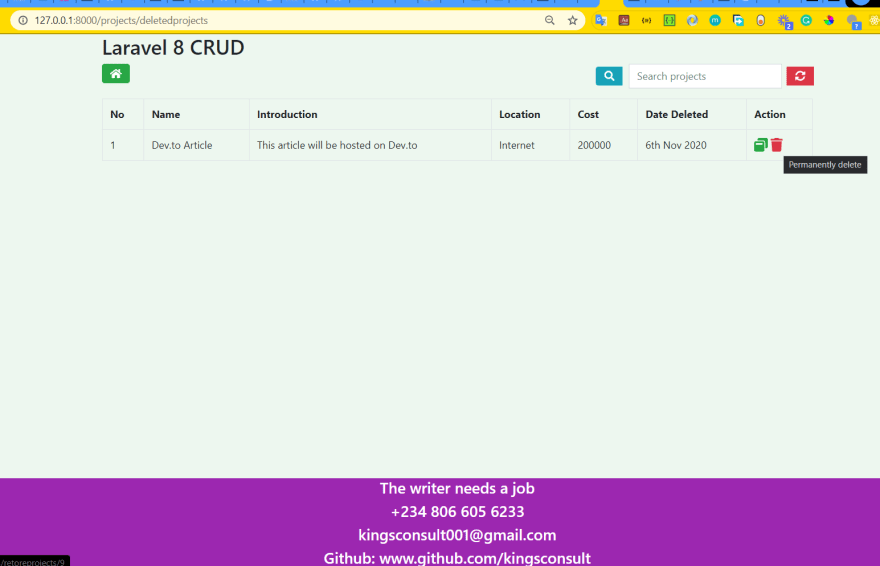 127.0.0.1:8000/projects/deletedprojects
Laravel 8 CRUD
Search projects
No Name Introduction Location Cost Date Deleted Action
1 Dev.to Article This article will be hosted on Dev.to Internet 200000 6th Nov 2020
Permanently delete
The writer needs a job
+234 806 605 6233
kingsconsult001@gmail.com
Github: www.github.com/kingsconsult
/retoreprojects/9